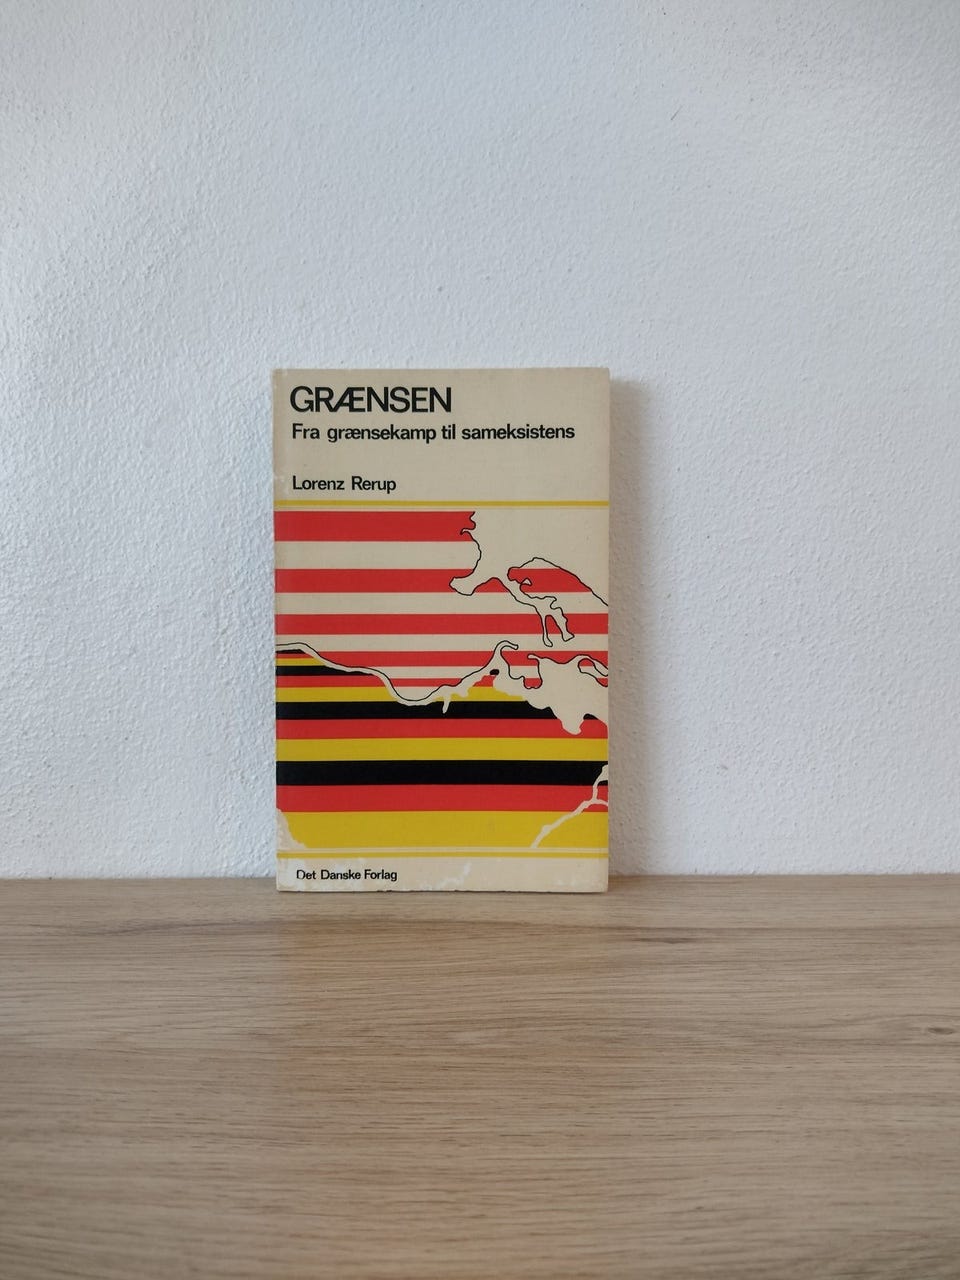 GRÆNSEN
Fra grænsekamp til sameksistens
Lorenz Rerup
Det Danske Forlag